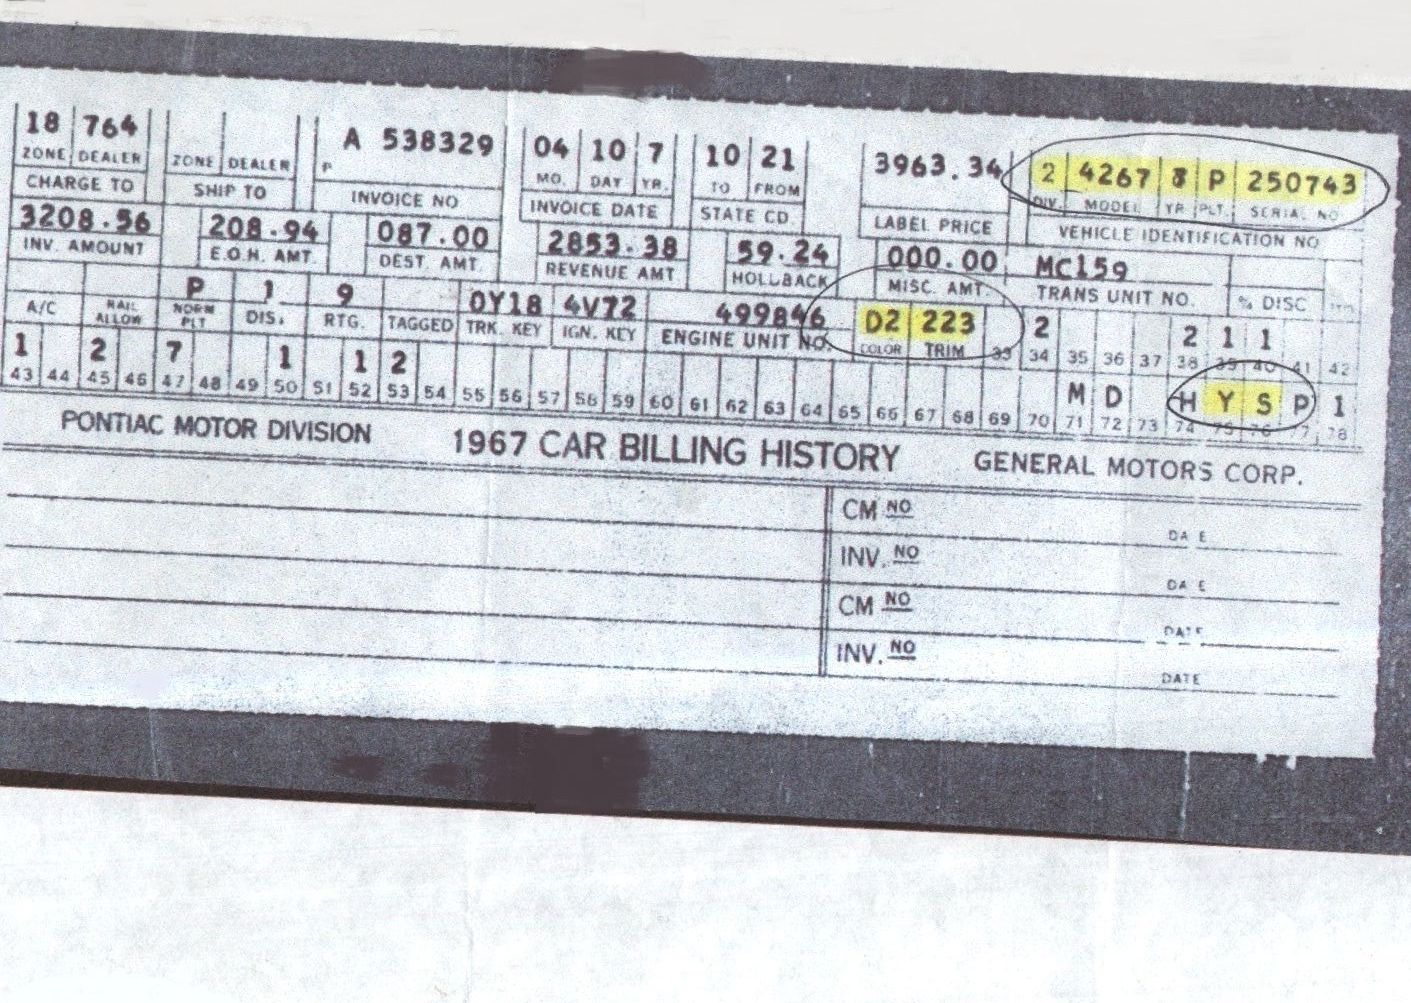 18 764 A 538329 04 10 7 10 21 3963.34 2 4267 7 P 250743
ZONE DEALER ZONE DEALER P MO. DAY YR. TO FROM DIV. MODEL YR PLT. SERIAL NO
CHARGE TO SHIP TO INVOICE NO INVOICE DATE STATE CD. LABEL PRICE VEHICLE IDENTIFICATION NO
3208.56 208.94 087.00 2853.38 59.24 000.00 MC159
INV. AMOUNT E.O.H. AMT. DEST. AMT. REVENUE AMT HOLLBACK MISC. AMT. TRANS UNIT NO. % DISC
P 1 9 0Y18 4V72 499846 D2 223 2 2 1 1
A/C RAIL ALLOW NORM PLT DIS. RTG. TAGGED TRK. KEY IGN. KEY ENGINE UNIT NO. COLOR TRIM 33 34 35 36 37 38 39 40 41 42
1 2 7 1 1 2 M D H Y S P 1
43 44 45 46 47 48 49 50 51 52 53 54 55 56 57 58 59 60 61 62 63 64 65 66 67 68 69 70 71 72 73 74 75 76 77 78
PONTIAC MOTOR DIVISION 1967 CAR BILLING HISTORY GENERAL MOTORS CORP.
CM NO DATE
INV. NO DATE
CM NO DATE
INV. NO DATE